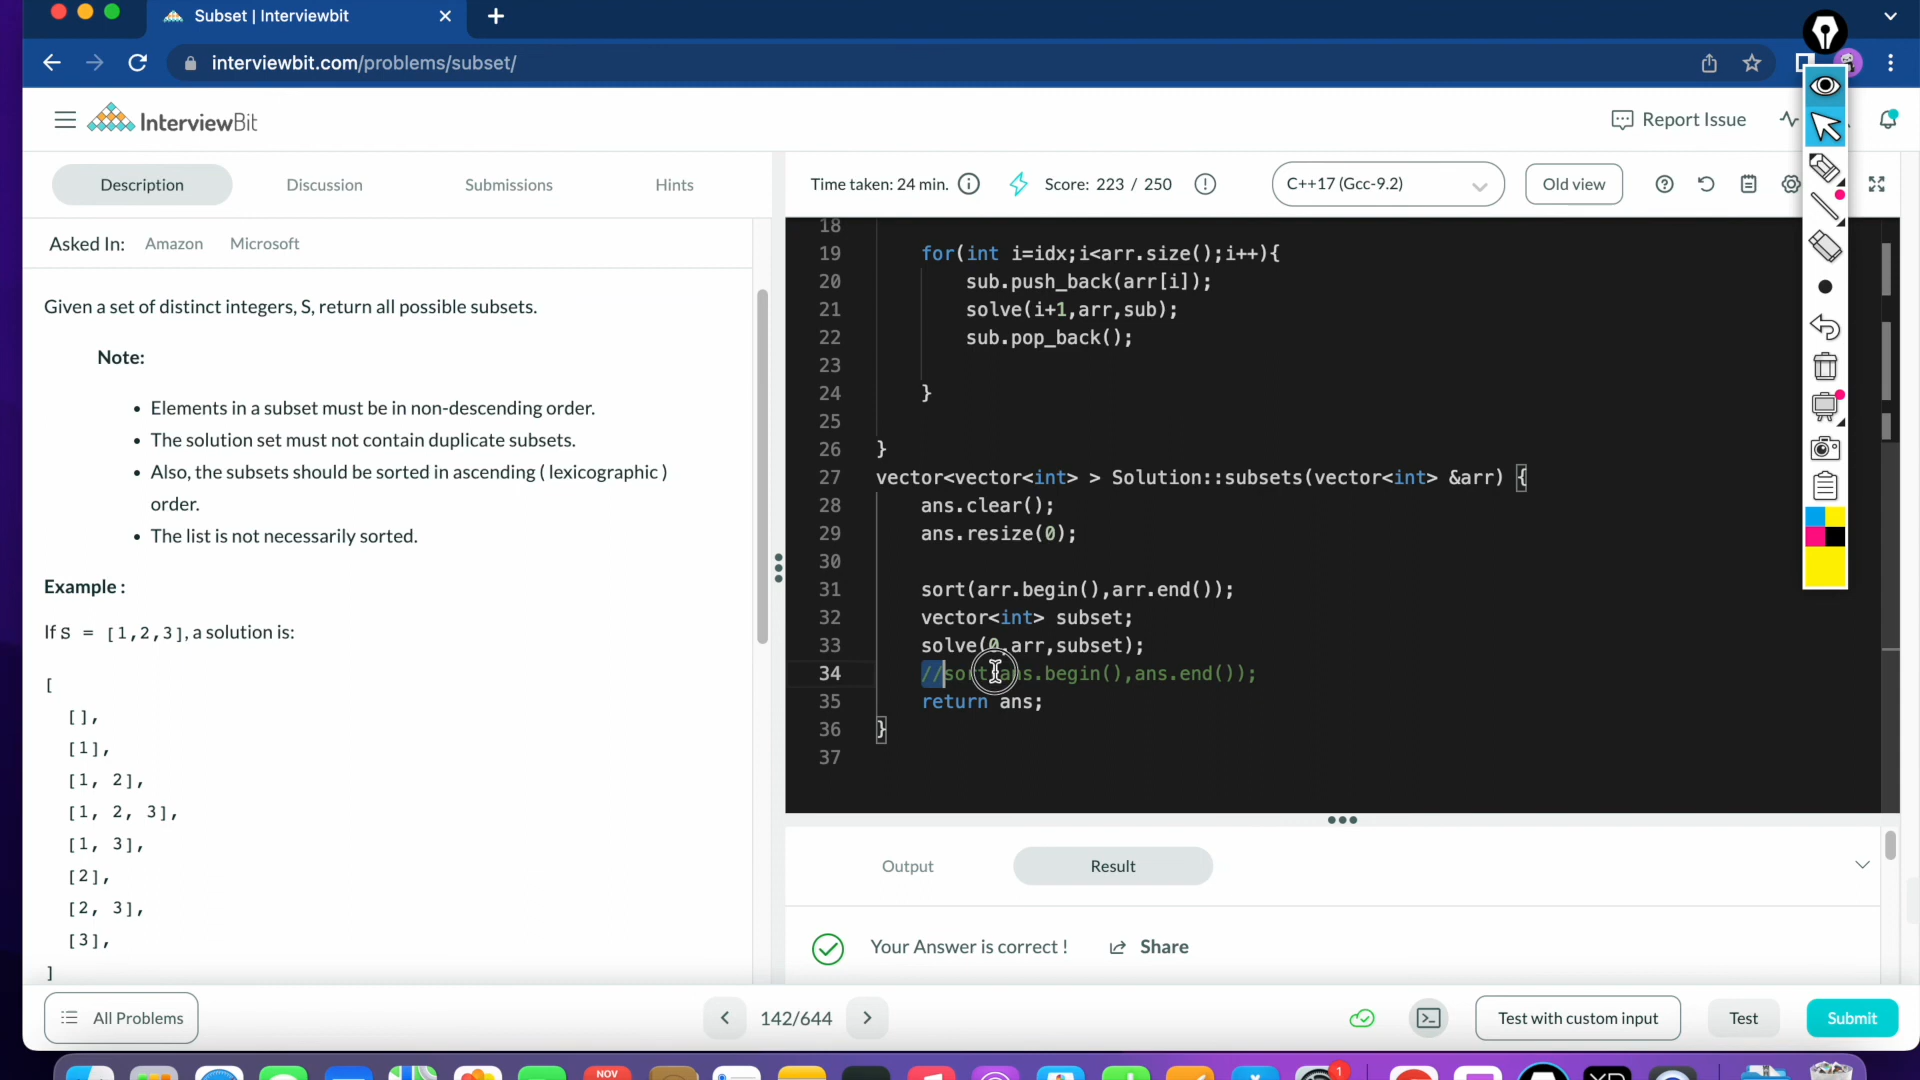 Subset | Interviewbit
interviewbit.com/problems/subset/
InterviewBit
Report Issue
Description
Discussion
Submissions
Hints
Time taken: 24 min.
Score: 223 / 250
C++17 (Gcc-9.2)
Old view
Asked In: Amazon Microsoft
Given a set of distinct integers, S, return all possible subsets.
Note:
• Elements in a subset must be in non-descending order.
• The solution set must not contain duplicate subsets.
• Also, the subsets should be sorted in ascending ( lexicographic )
order.
• The list is not necessarily sorted.
Example :
If S = [1,2,3], a solution is:
[
[],
[1],
[1, 2],
[1, 2, 3],
[1, 3],
[2],
[2, 3],
[3],
]
18
19 for(int i=idx;i<arr.size();i++){
20 sub.push_back(arr[i]);
21 solve(i+1,arr,sub);
22 sub.pop_back();
23
24 }
25
26 }
27 vector<vector<int> > Solution::subsets(vector<int> &arr) {
28 ans.clear();
29 ans.resize(0);
30
31 sort(arr.begin(),arr.end());
32 vector<int> subset;
33 solve(0,arr,subset);
34 //sort(ans.begin(),ans.end());
35 return ans;
36 }
37
Output
Result
Your Answer is correct !
Share
All Problems
142/644
Test with custom input
Test
Submit
NOV
1